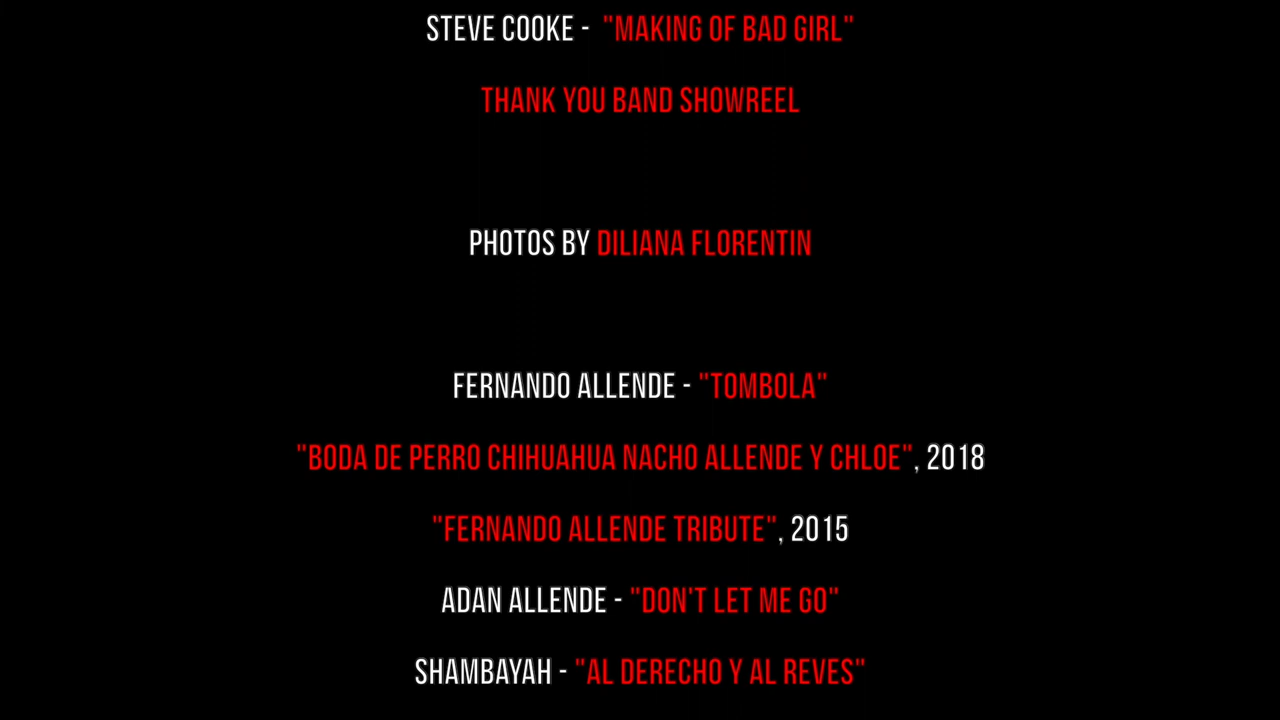 STEVE COOKE - "MAKING OF BAD GIRL"
THANK YOU BAND SHOWREEL
PHOTOS BY DILIANA FLORENTIN
FERNANDO ALLENDE - "TOMBOLA"
"BODA DE PERRO CHIHUAHUA NACHO ALLENDE Y CHLOE", 2018
"FERNANDO ALLENDE TRIBUTE", 2015
ADAN ALLENDE - "DON'T LET ME GO"
SHAMBAYAH - "AL DERECHO Y AL REVES"